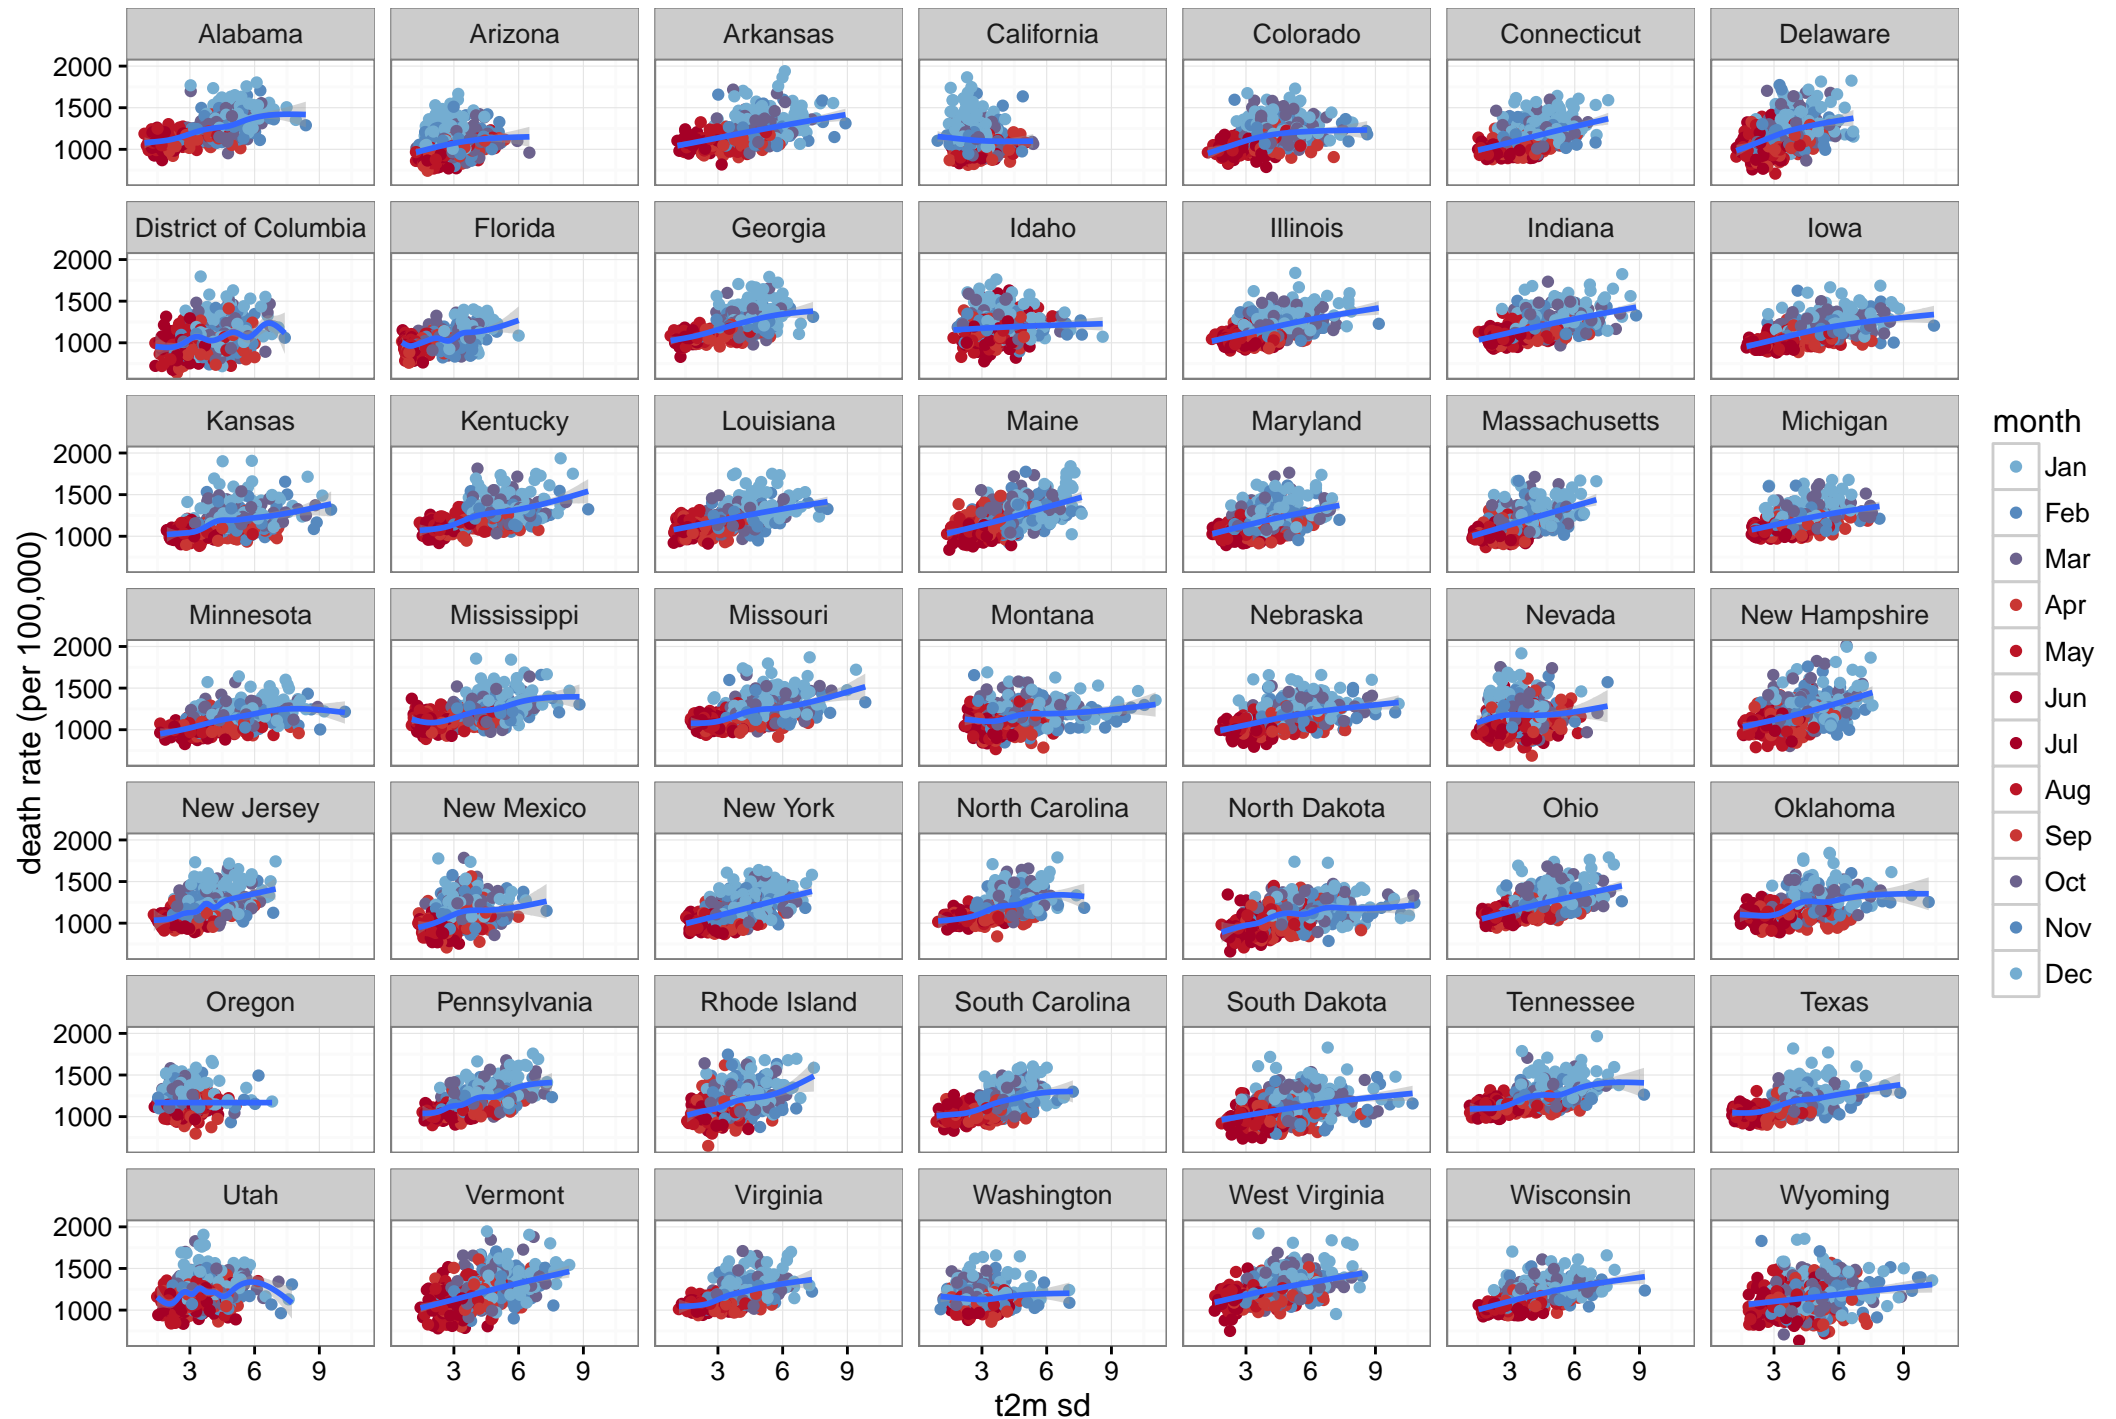 Alabama Arizona Arkansas California Colorado Connecticut Delaware
2000
1500
1000
District of Columbia Florida Georgia Idaho Illinois Indiana Iowa
2000
1500
1000
Kansas Kentucky Louisiana Maine Maryland Massachusetts Michigan
2000
1500
1000
Minnesota Mississippi Missouri Montana Nebraska Nevada New Hampshire
2000
1500
1000
New Jersey New Mexico New York North Carolina North Dakota Ohio Oklahoma
2000
1500
1000
Oregon Pennsylvania Rhode Island South Carolina South Dakota Tennessee Texas
2000
1500
1000
Utah Vermont Virginia Washington West Virginia Wisconsin Wyoming
2000
1500
1000
3 6 9 3 6 9 3 6 9 3 6 9 3 6 9 3 6 9 3 6 9
t2m sd
death rate (per 100,000)
month
Jan
Feb
Mar
Apr
May
Jun
Jul
Aug
Sep
Oct
Nov
Dec